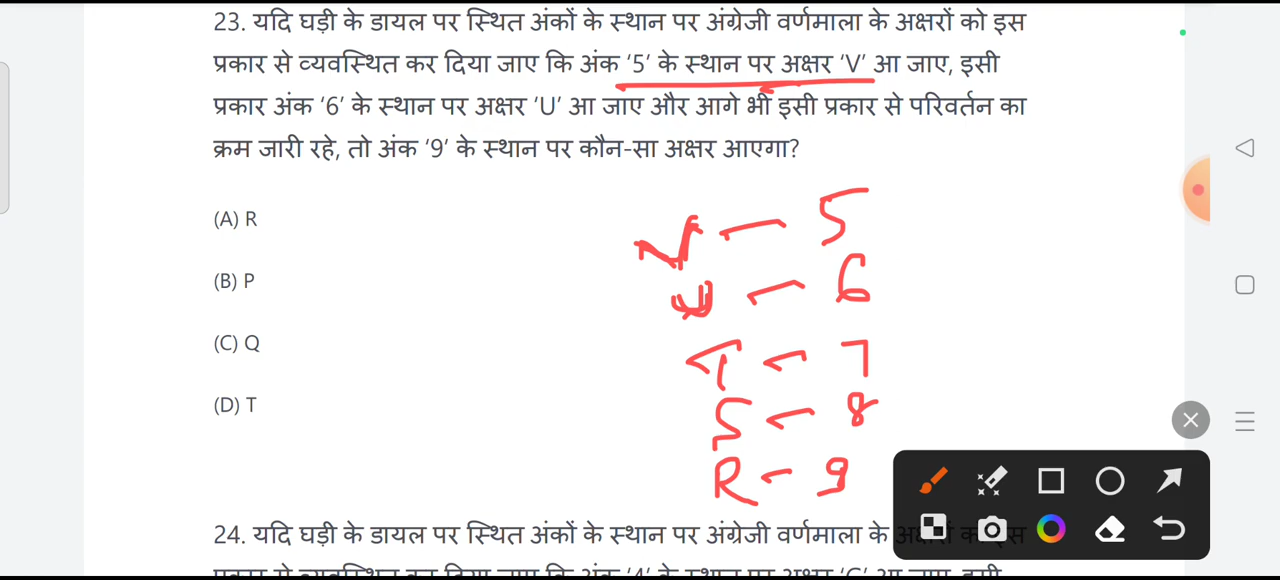 23. यदि घड़ी के डायल पर स्थित अंकों के स्थान पर अंग्रेजी वर्णमाला के अक्षरों को इस
प्रकार से व्यवस्थित कर दिया जाए कि अंक '5' के स्थान पर अक्षर 'V' आ जाए, इसी
प्रकार अंक '6' के स्थान पर अक्षर 'U' आ जाए और आगे भी इसी प्रकार से परिवर्तन का
क्रम जारी रहे, तो अंक '9' के स्थान पर कौन-सा अक्षर आएगा?
(A) R
(B) P
(C) Q
(D) T
V – 5
U – 6
T – 7
S – 8
R – 9
24. यदि घड़ी के डायल पर स्थित अंकों के स्थान पर अंग्रेजी वर्णमाला के